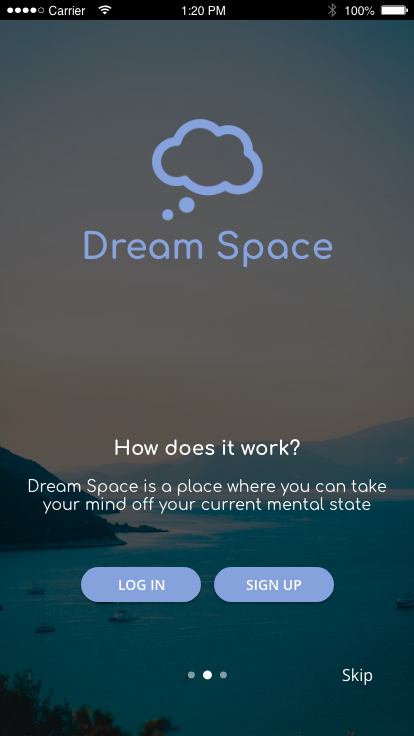 Carrier 1:20 PM 100%
Dream Space
How does it work?
Dream Space is a place where you can take
your mind off your current mental state
LOG IN SIGN UP
Skip